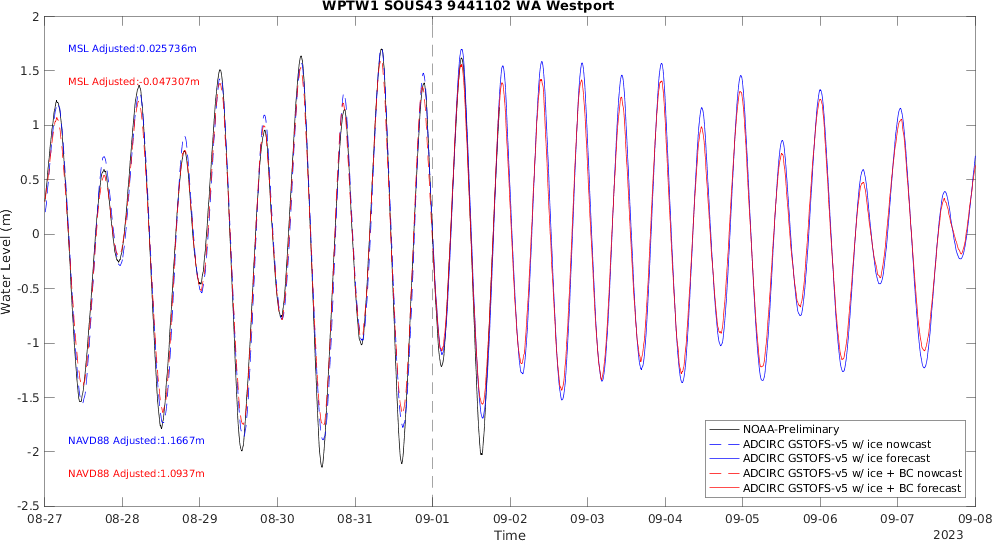 WPTW1 SOUS43 9441102 WA Westport
MSL Adjusted:0.025736m
MSL Adjusted:-0.047307m
NAVD88 Adjusted:1.1667m
NAVD88 Adjusted:1.0937m
Water Level (m)
2
1.5
1
0.5
0
-0.5
-1
-1.5
-2
-2.5
NOAA-Preliminary
ADCIRC GSTOFS-v5 w/ ice nowcast
ADCIRC GSTOFS-v5 w/ ice forecast
ADCIRC GSTOFS-v5 w/ ice + BC nowcast
ADCIRC GSTOFS-v5 w/ ice + BC forecast
08-27 08-28 08-29 08-30 08-31 09-01 09-02 09-03 09-04 09-05 09-06 09-07 09-08
Time
2023